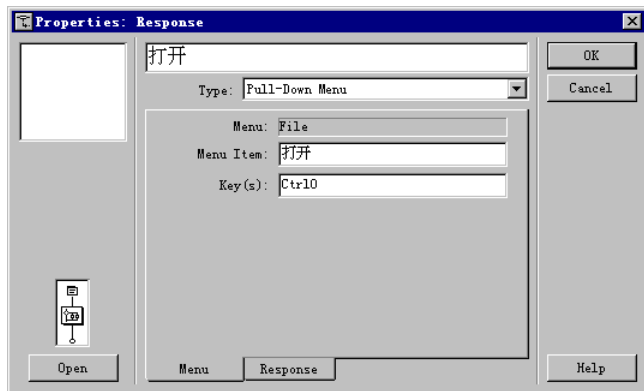 Properties: Response
打开
OK
Type: Pull-Down Menu
Cancel
Menu: File
Menu Item: 打开
Key(s): CtrlO
Open
Menu
Response
Help